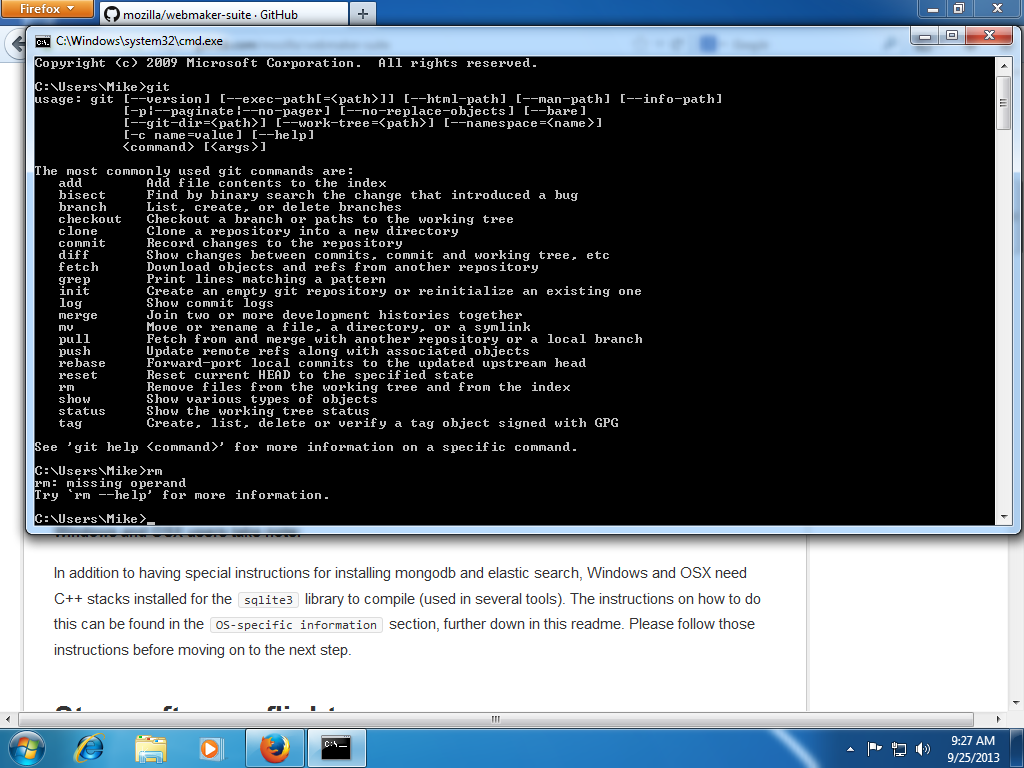 Firefox
mozilla/webmaker-suite · GitHub
C:\Windows\system32\cmd.exe
Copyright (c) 2009 Microsoft Corporation.  All rights reserved.
C:\Users\Mike>git
usage: git [--version] [--exec-path[=<path>]] [--html-path] [--man-path] [--info-path]
           [-p|--paginate|--no-pager] [--no-replace-objects] [--bare]
           [--git-dir=<path>] [--work-tree=<path>] [--namespace=<name>]
           [-c name=value] [--help]
           <command> [<args>]
The most commonly used git commands are:
   add        Add file contents to the index
   bisect     Find by binary search the change that introduced a bug
   branch     List, create, or delete branches
   checkout   Checkout a branch or paths to the working tree
   clone      Clone a repository into a new directory
   commit     Record changes to the repository
   diff       Show changes between commits, commit and working tree, etc
   fetch      Download objects and refs from another repository
   grep       Print lines matching a pattern
   init       Create an empty git repository or reinitialize an existing one
   log        Show commit logs
   merge      Join two or more development histories together
   mv         Move or rename a file, a directory, or a symlink
   pull       Fetch from and merge with another repository or a local branch
   push       Update remote refs along with associated objects
   rebase     Forward-port local commits to the updated upstream head
   reset      Reset current HEAD to the specified state
   rm         Remove files from the working tree and from the index
   show       Show various types of objects
   status     Show the working tree status
   tag        Create, list, delete or verify a tag object signed with GPG
See 'git help <command>' for more information on a specific command.
C:\Users\Mike>rm
rm: missing operand
Try `rm --help' for more information.
C:\Users\Mike>_
Windows and OSX users take note:
In addition to having special instructions for installing mongodb and elastic search, Windows and OSX need
C++ stacks installed for the sqlite3 library to compile (used in several tools). The instructions on how to do
this can be found in the OS-specific information section, further down in this readme. Please follow those
instructions before moving on to the next step.
C:\_
9:27 AM
9/25/2013